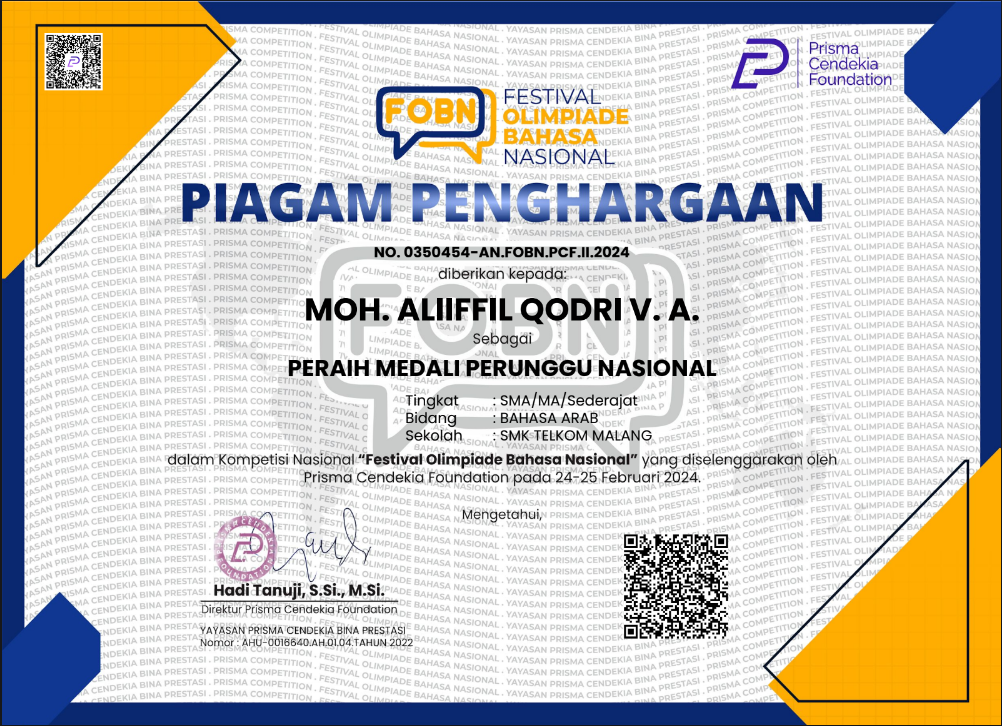 Prisma
Cendekia
Foundation
FOBN
FESTIVAL
OLIMPIADE
BAHASA
NASIONAL
PIAGAM PENGHARGAAN
NO. 0350454-AN.FOBN.PCF.II.2024
diberikan kepada:
MOH. ALIIFFIL QODRI V. A.
Sebagai
PERAIH MEDALI PERUNGGU NASIONAL
Tingkat : SMA/MA/Sederajat
Bidang : BAHASA ARAB
Sekolah : SMK TELKOM MALANG
dalam Kompetisi Nasional "Festival Olimpiade Bahasa Nasional" yang diselenggarakan oleh
Prisma Cendekia Foundation pada 24-25 Februari 2024.
Mengetahui,
Hadi Tanuji, S.Si., M.Si.
Direktur Prisma Cendekia Foundation
YAYASAN PRISMA CENDEKIA BINA PRESTASI
Nomor : AHU-0016640.AH.01.04.TAHUN 2022